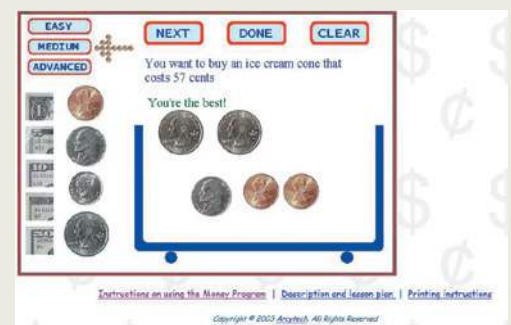 EASY
MEDIUM
ADVANCED
NEXT DONE CLEAR
You want to buy an ice cream cone that
costs 57 cents
You're the best!
Instructions on using the Money Program | Description and lesson plan | Printing instructions
Copyright © 2003 Arcytech, All Rights Reserved